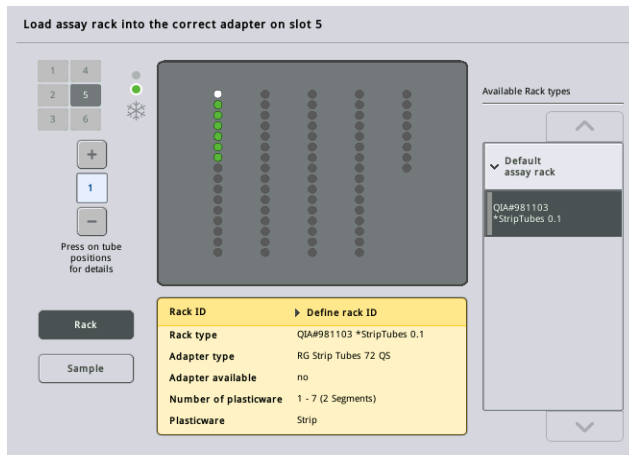 Load assay rack into the correct adapter on slot 5
1 4
2 5
3 6
+
1
−
Press on tube
positions
for details
Rack
Sample
Available Rack types
Default
assay rack
QIA#981103
*StripTubes 0.1
Rack ID Define rack ID
Rack type QIA#981103 *StripTubes 0.1
Adapter type RG Strip Tubes 72 QS
Adapter available no
Number of plasticware 1 - 7 (2 Segments)
Plasticware Strip